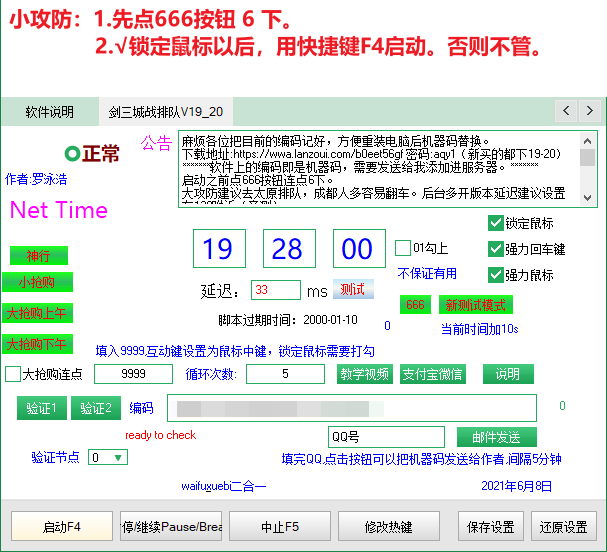 小攻防：1.先点666按钮 6 下。
2.√锁定鼠标以后，用快捷键F4启动。否则不管。
软件说明
剑三城战排队V19_20
正常
公告
麻烦各位把目前的编码记好，方便重装电脑后机器码替换。
下载地址:https://wwa.lanzoui.com/b0eet56gf 密码:aqy1（新买的都下19-20）
*******软件上的编码即是机器码，需要发送给我添加进服务器。*******
启动之前点666按钮连点6下。
大攻防建议去太原排队，成都人多容易翻车。后台多开版本延迟建议设置
作者:罗泳浩
Net Time
19 28 00
01勾上
锁定鼠标
强力回车键
强力鼠标
不保证有用
神行
小抢购
大抢购上午
大抢购下午
延迟： 33 ms 测试
666 新测试模式
脚本过期时间：2000-01-10
0
当前时间加10s
填入9999,互动键设置为鼠标中键，锁定鼠标需要打勾
大抢购连点 9999 循环次数: 5 教学视频 支付宝微信 说明
验证1 验证2 编码
0
ready to check
QQ号 邮件发送
验证节点 0
填完QQ,点击按钮可以把机器码发送给作者.间隔5分钟
waifuxuebi二合一
2021年6月8日
启动F4 停/继续Pause/Brea 中止F5 修改热键 保存设置 还原设置